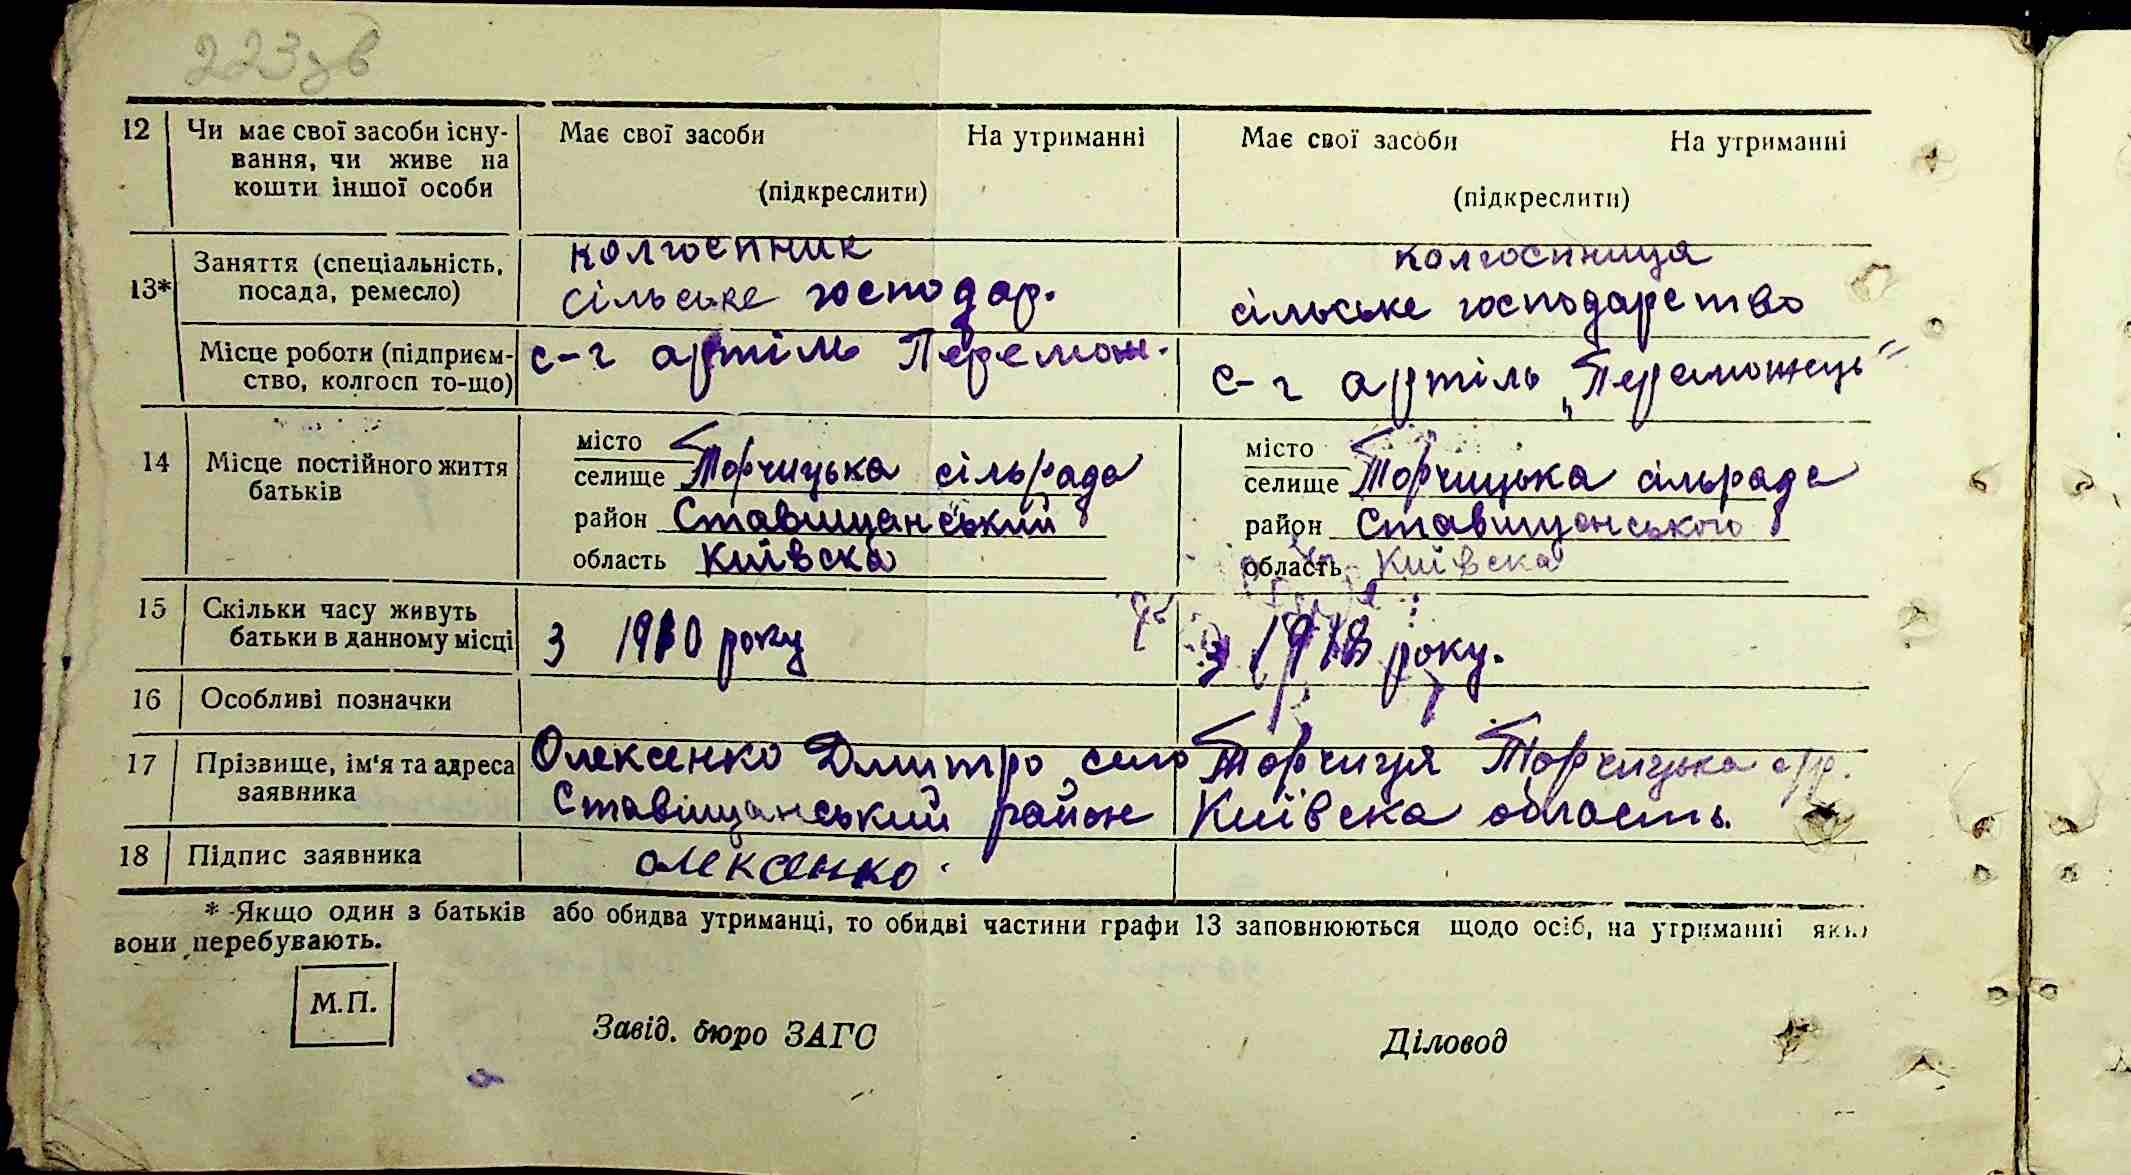 223зв
12 Чи має свої засоби існу- Має свої засоби На утриманні Має свої засоби На утриманні
вання, чи живе на
кошти іншої особи (підкреслити) (підкреслити)
колгоспник колгоспниця
13* Заняття (спеціальність, посада, ремесло) сільське господар. сільське господарство
Місце роботи (підприєм- с-г артіль Перемож. с-г артіль „Переможець"
ство, колгосп то-що)
14 Місце постійного життя місто місто
батьків селище Торчицька сільрада селище Торчицька сільрада
район Ставищанський район Ставищанського
область Київска область Київска
15 Скільки часу живуть
батьки в данному місці з 1910 року з 1918 року.
16 Особливі позначки
17 Прізвище, ім'я та адреса Олексенко Дмитро село Торчиця Торчицька с/р.
заявника Ставищанський район Київска область.
18 Підпис заявника олексенко.
* Якщо один з батьків або обидва утриманці, то обидві частини графи 13 заповнюються щодо осіб, на утриманні яких
вони перебувають.
М.П.
Завід. бюро ЗАГС Діловод